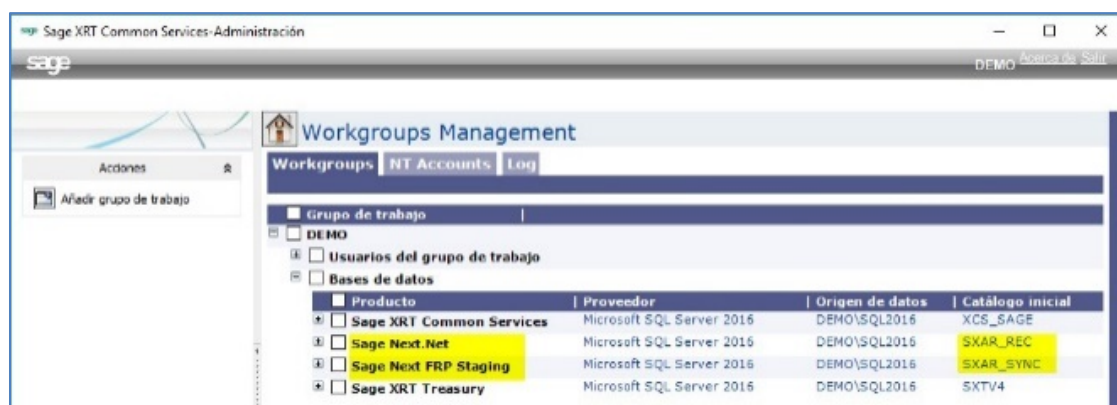 sage Sage XRT Common Services-Administración
sage
DEMO Acerca de Salir
Workgroups Management
Acciones
Añadir grupo de trabajo
Workgroups NT Accounts Log
Grupo de trabajo
DEMO
Usuarios del grupo de trabajo
Bases de datos
Producto | Proveedor | Origen de datos | Catálogo inicial
Sage XRT Common Services Microsoft SQL Server 2016 DEMO\SQL2016 XCS_SAGE
Sage Next.Net Microsoft SQL Server 2016 DEMO\SQL2016 SXAR_REC
Sage Next FRP Staging Microsoft SQL Server 2016 DEMO\SQL2016 SXAR_SYNC
Sage XRT Treasury Microsoft SQL Server 2016 DEMO\SQL2016 SXTV4